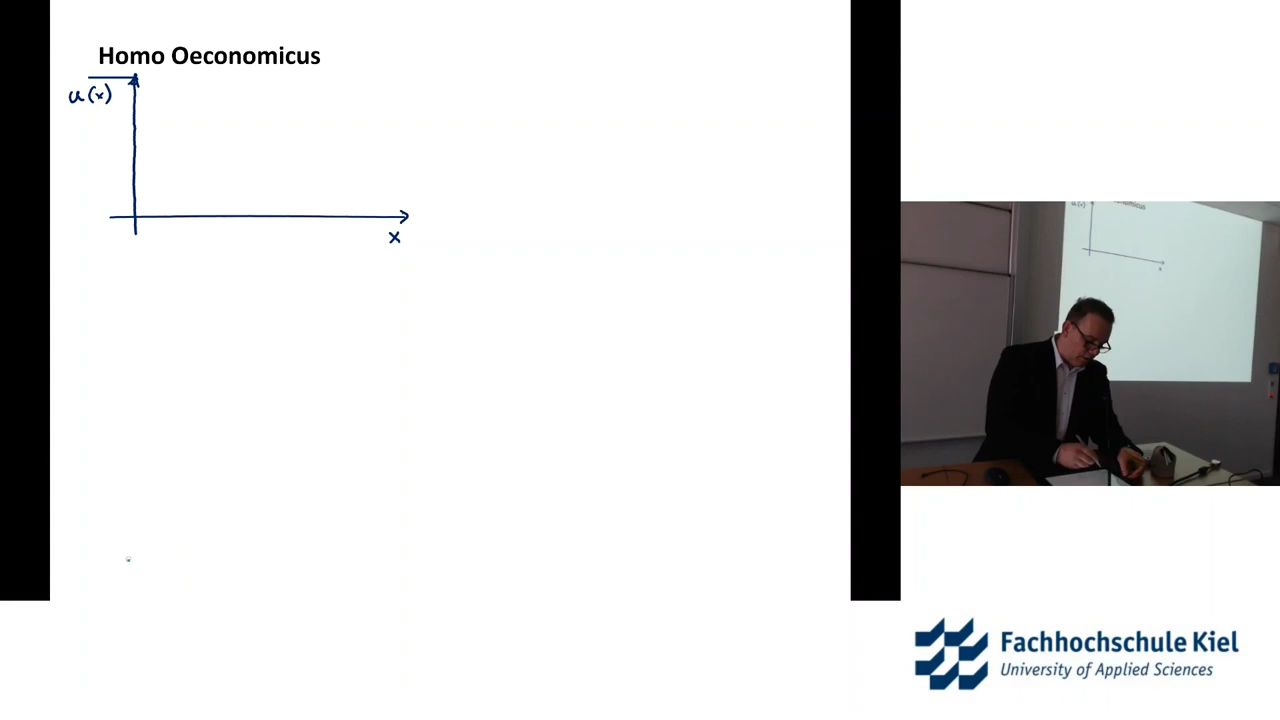 Homo Oeconomicus
u(x)
x
Fachhochschule Kiel
University of Applied Sciences